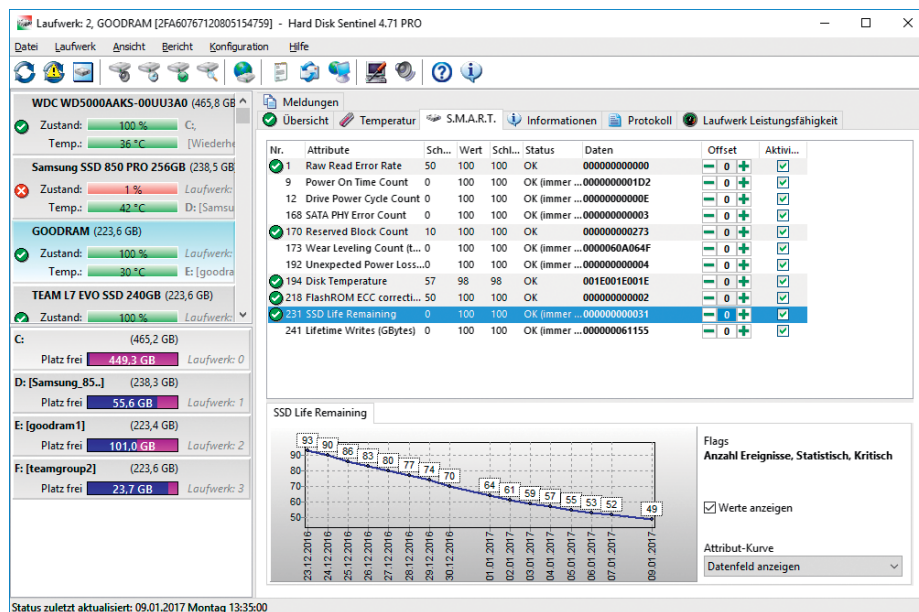 Laufwerk: 2, GOODRAM [2FA60767120805154759] - Hard Disk Sentinel 4.71 PRO
Datei Laufwerk Ansicht Bericht Konfiguration Hilfe
WDC WD5000AAKS-00UU3A0 (465,8 GB
Zustand: 100 % C:,
Temp.: 36 °C [Wiederhe
Samsung SSD 850 PRO 256GB (238,5 GB
Zustand: 1 % Laufwerk:
Temp.: 42 °C D: [Samsu
GOODRAM (223,6 GB)
Zustand: 100 % Laufwerk:
Temp.: 30 °C E: [goodra
TEAM L7 EVO SSD 240GB (223,6 GB)
Zustand: 100 % Laufwerk:
C: (465,2 GB)
Platz frei 449,3 GB Laufwerk: 0
D: [Samsung_85..] (238,3 GB)
Platz frei 55,6 GB Laufwerk: 1
E: [goodram1] (223,4 GB)
Platz frei 101,0 GB Laufwerk: 2
F: [teamgroup2] (223,6 GB)
Platz frei 23,7 GB Laufwerk: 3
Meldungen
Übersicht Temperatur S.M.A.R.T. Informationen Protokoll Laufwerk Leistungsfähigkeit
Nr. Attribute Sch... Wert Schl... Status Daten Offset Aktivi...
1 Raw Read Error Rate 50 100 100 OK 000000000000 0
9 Power On Time Count 0 100 100 OK (immer ... 0000000001D2 0
12 Drive Power Cycle Count 0 100 100 OK (immer ... 00000000000E 0
168 SATA PHY Error Count 0 100 100 OK (immer ... 000000000003 0
170 Reserved Block Count 10 100 100 OK 000000000273 0
173 Wear Leveling Count (t... 0 100 100 OK (immer ... 0000060A064F 0
192 Unexpected Power Loss...0 100 100 OK (immer ... 000000000004 0
194 Disk Temperature 57 98 98 OK 001E001E001E 0
218 FlashROM ECC correcti... 50 100 100 OK 000000000002 0
231 SSD Life Remaining 0 100 100 OK (immer ... 000000000031 0
241 Lifetime Writes (GBytes) 0 100 100 OK (immer ... 000000061155 0
SSD Life Remaining
93 90 86 83 80 77 74 70 64 61 59 57 55 53 52 49
90
80
70
60
50
23.12.2016 24.12.2016 25.12.2016 26.12.2016 27.12.2016 28.12.2016 29.12.2016 30.12.2016 01.01.2017 02.01.2017 03.01.2017 04.01.2017 05.01.2017 06.01.2017 07.01.2017 09.01.2017
Flags
Anzahl Ereignisse, Statistisch, Kritisch
Werte anzeigen
Attribut-Kurve
Datenfeld anzeigen
Status zuletzt aktualisiert: 09.01.2017 Montag 13:35:00